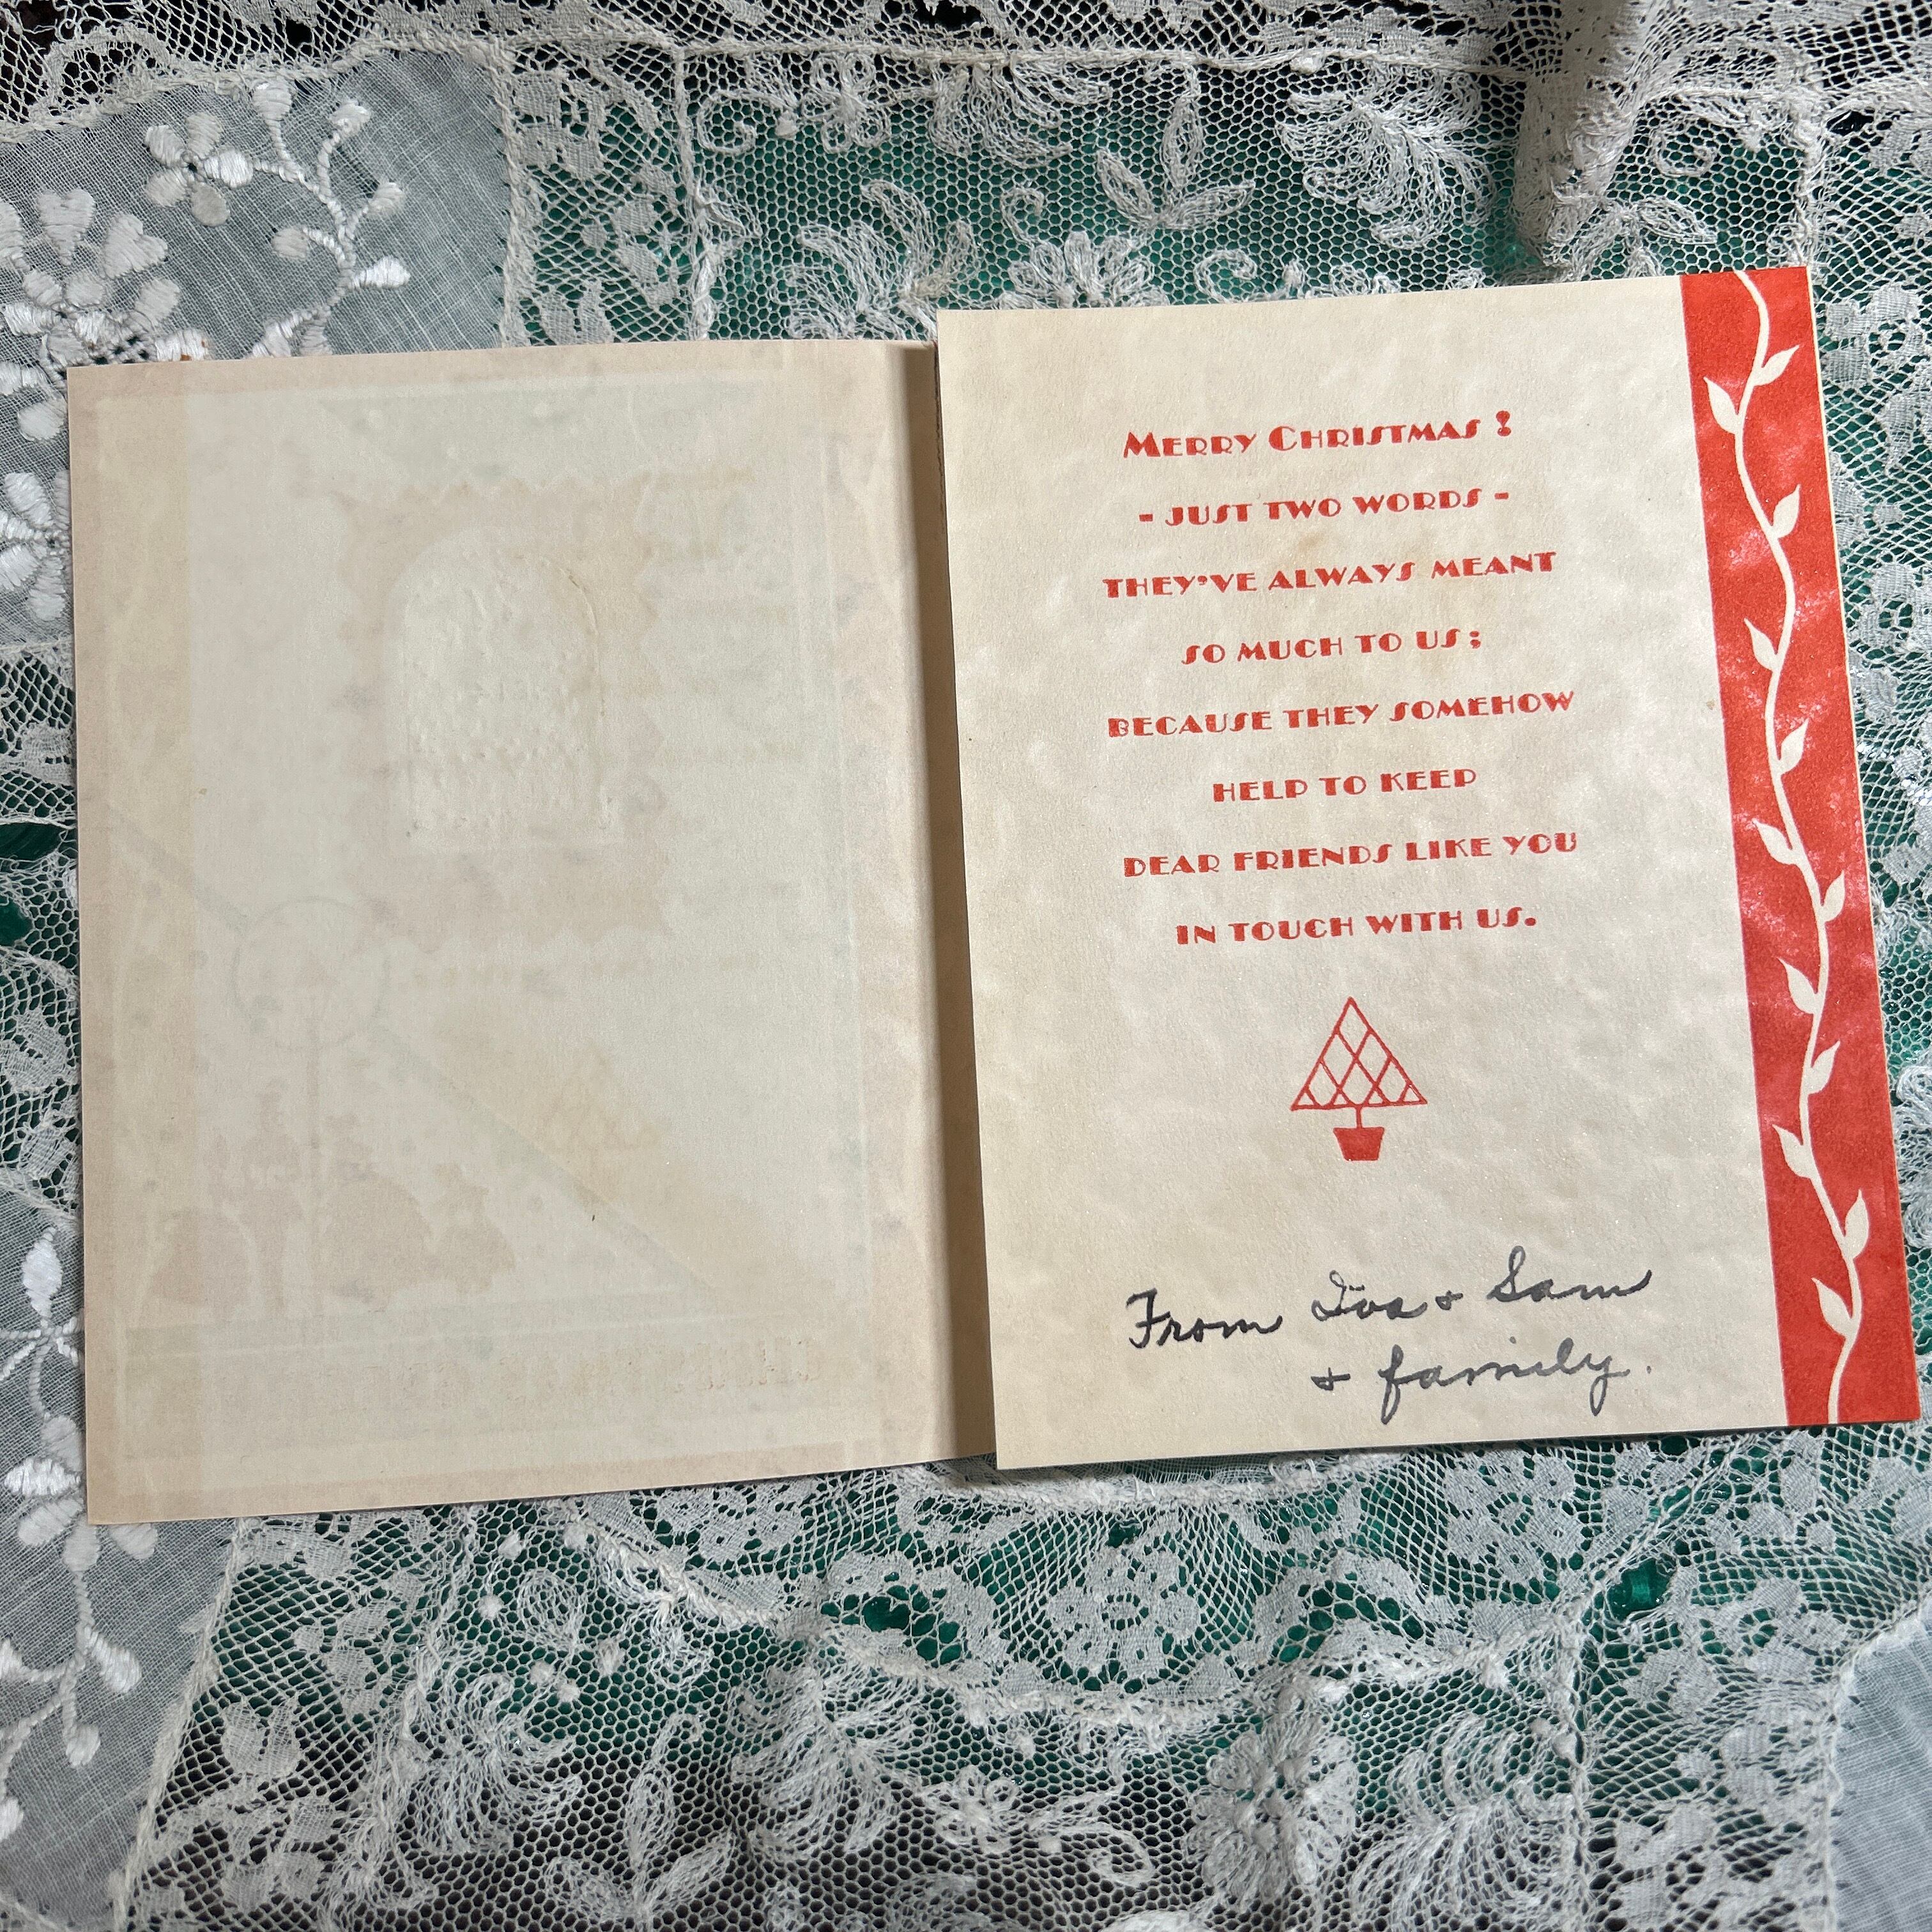 MERRY CHRISTMAS!
- JUST TWO WORDS -
THEY'VE ALWAYS MEANT
SO MUCH TO US;
BECAUSE THEY SOMEHOW
HELP TO KEEP
DEAR FRIENDS LIKE YOU
IN TOUCH WITH US.
From Iva + Sam
+ family.